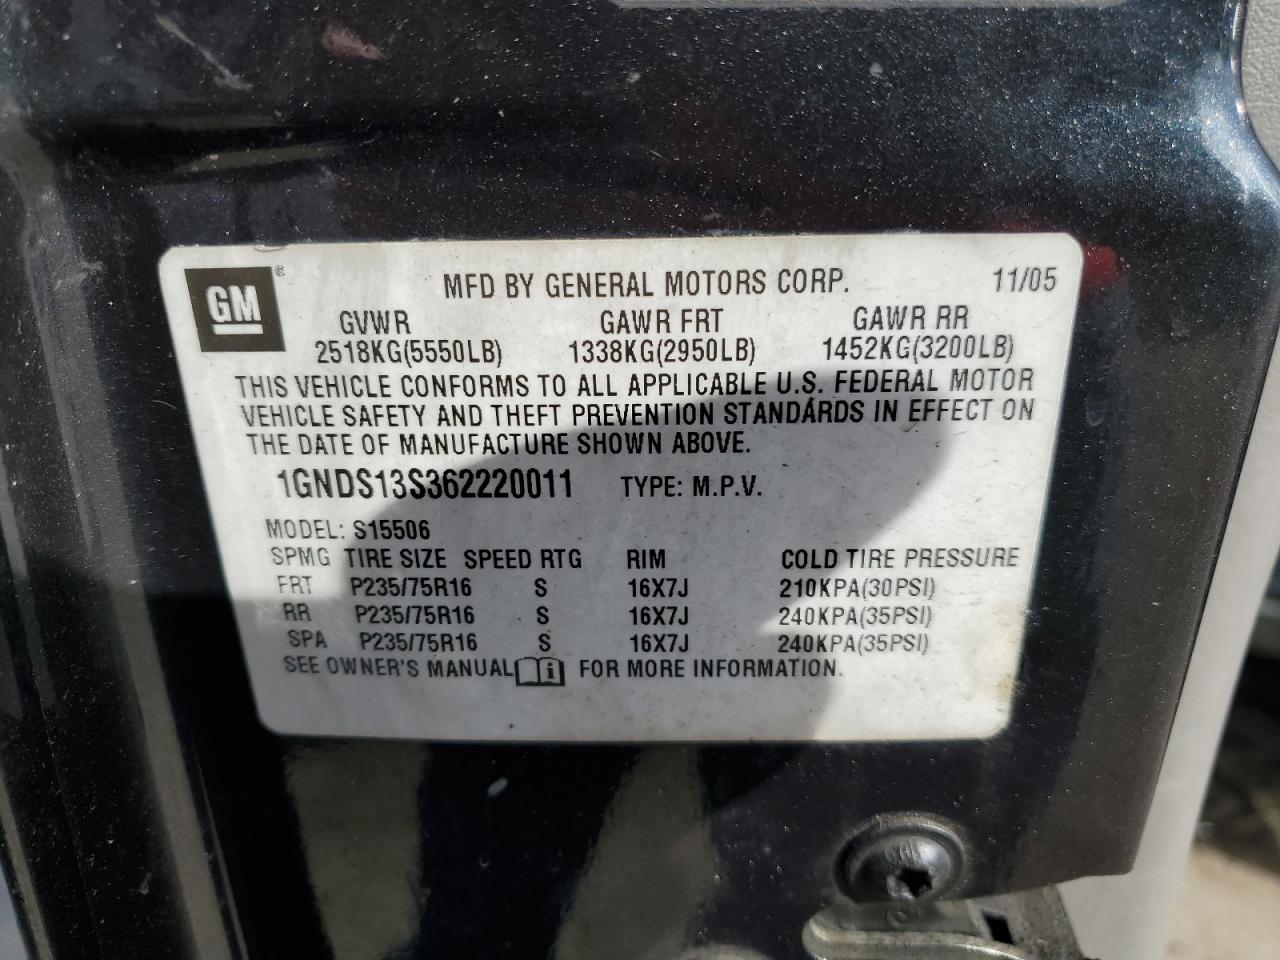 GM ® MFD BY GENERAL MOTORS CORP. 11/05
GVWR GAWR FRT GAWR RR
2518KG(5550LB) 1338KG(2950LB) 1452KG(3200LB)
THIS VEHICLE CONFORMS TO ALL APPLICABLE U.S. FEDERAL MOTOR
VEHICLE SAFETY AND THEFT PREVENTION STANDARDS IN EFFECT ON
THE DATE OF MANUFACTURE SHOWN ABOVE.
1GNDS13S362220011 TYPE: M.P.V.
MODEL: S15506
SPMG TIRE SIZE SPEED RTG RIM COLD TIRE PRESSURE
FRT P235/75R16 S 16X7J 210KPA(30PSI)
RR P235/75R16 S 16X7J 240KPA(35PSI)
SPA P235/75R16 S 16X7J 240KPA(35PSI)
SEE OWNER'S MANUAL i FOR MORE INFORMATION.